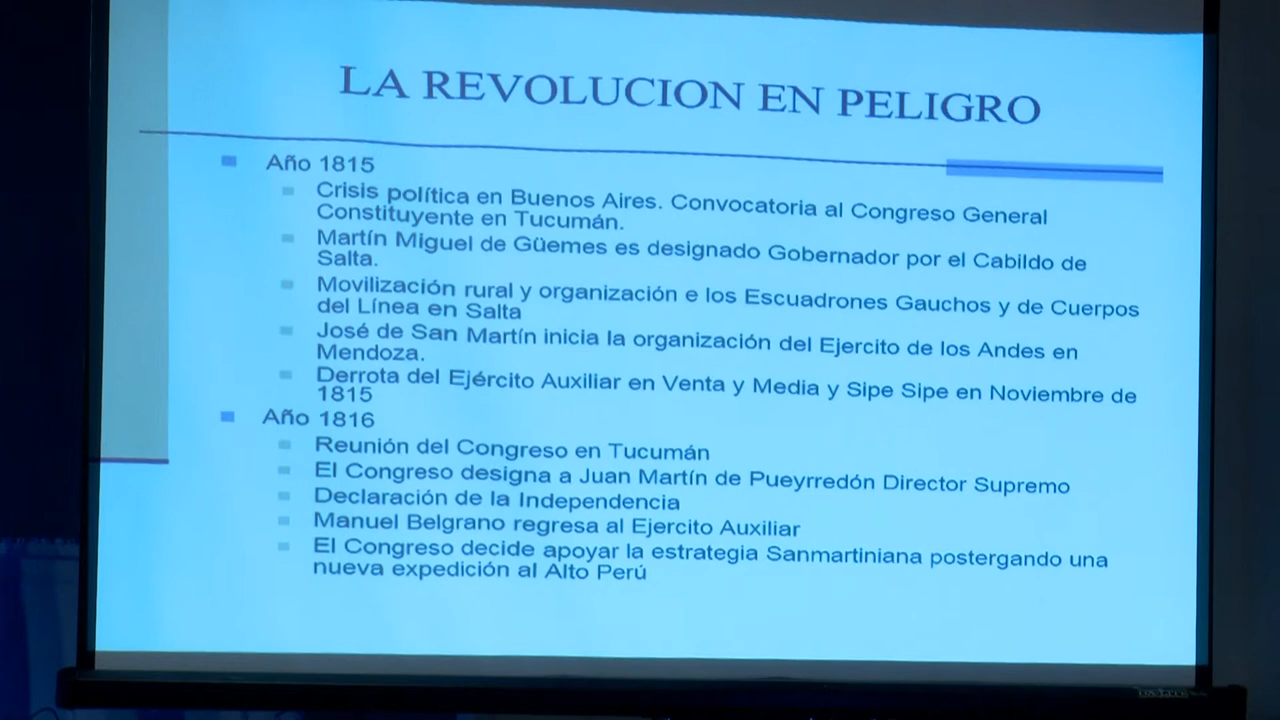 LA REVOLUCION EN PELIGRO
Año 1815
Crisis política en Buenos Aires. Convocatoria al Congreso General
Constituyente en Tucumán.
Martín Miguel de Güemes es designado Gobernador por el Cabildo de
Salta.
Movilización rural y organización e los Escuadrones Gauchos y de Cuerpos
del Línea en Salta
José de San Martín inicia la organización del Ejercito de los Andes en
Mendoza.
Derrota del Ejército Auxiliar en Venta y Media y Sipe Sipe en Noviembre de
1815
Año 1816
Reunión del Congreso en Tucumán
El Congreso designa a Juan Martín de Pueyrredón Director Supremo
Declaración de la Independencia
Manuel Belgrano regresa al Ejercito Auxiliar
El Congreso decide apoyar la estrategia Sanmartiniana postergando una
nueva expedición al Alto Perú